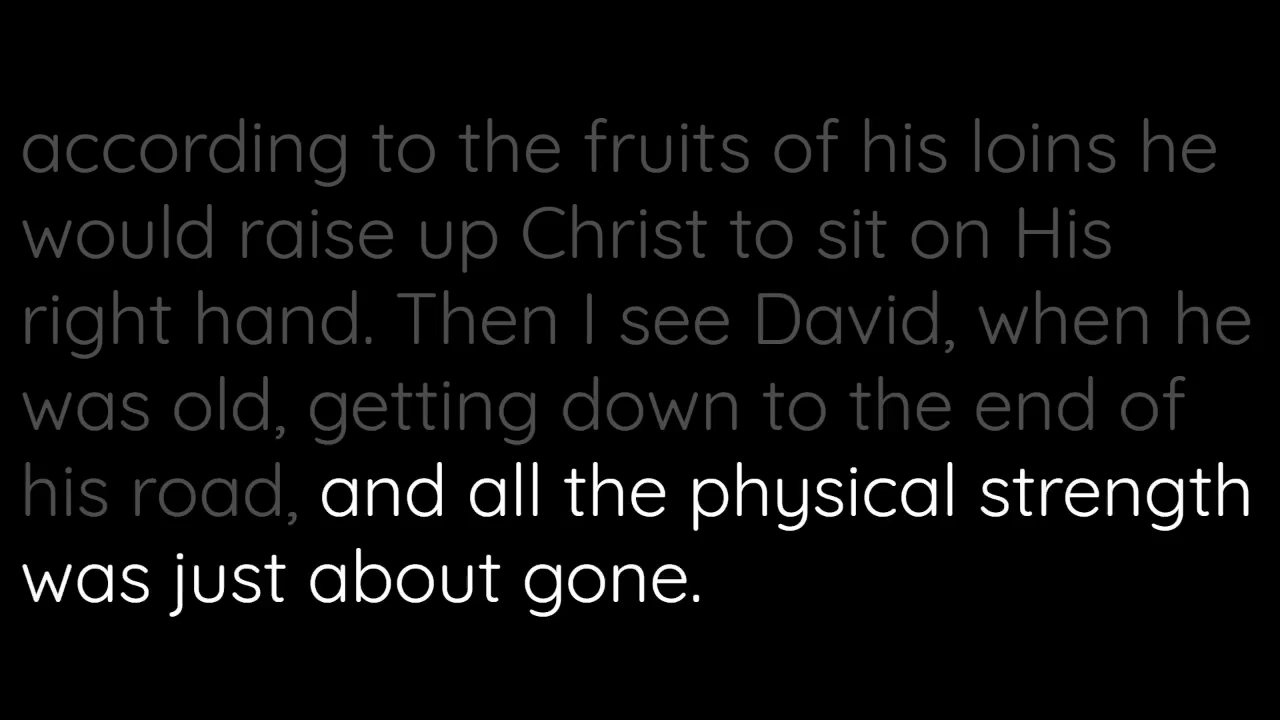 according to the fruits of his loins he
would raise up Christ to sit on His
right hand. Then I see David, when he
was old, getting down to the end of
his road, and all the physical strength
was just about gone.